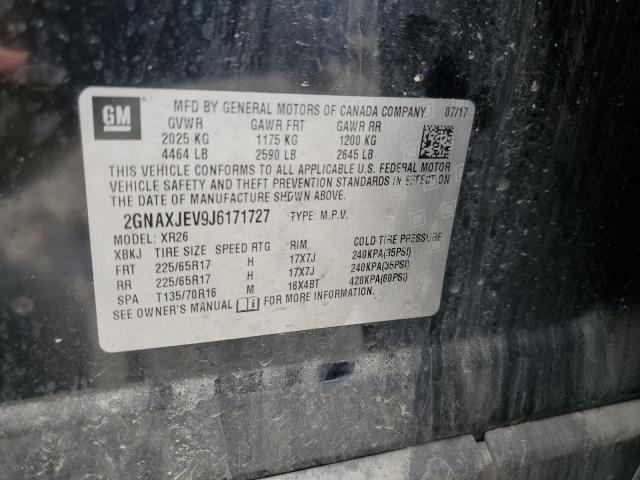 GM
MFD BY GENERAL MOTORS OF CANADA COMPANY 07/17
GVWR GAWR FRT GAWR RR
2025 KG 1175 KG 1200 KG
4464 LB 2590 LB 2645 LB
THIS VEHICLE CONFORMS TO ALL APPLICABLE U.S. FEDERAL MOTOR
VEHICLE SAFETY AND THEFT PREVENTION STANDARDS IN EFFECT ON
THE DATE OF MANUFACTURE SHOWN ABOVE.
2GNAXJEV9J6171727 TYPE: M.P.V.
MODEL: XR26
XBKJ TIRE SIZE SPEED RTG RIM COLD TIRE PRESSURE
FRT 225/65R17 H 17X7J 240KPA(35PSI)
RR 225/65R17 H 17X7J 240KPA(35PSI)
SPA T135/70R16 M 16X4BT 420KPA(60PSI)
SEE OWNER'S MANUAL FOR MORE INFORMATION.